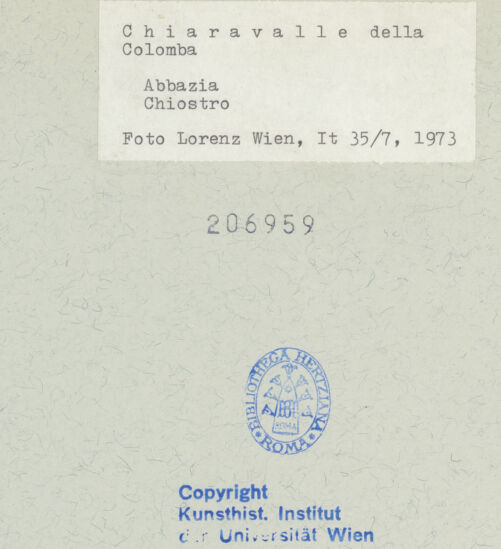 C h i a r a v a l l e della
Colomba
Abbazia
Chiostro
Foto Lorenz Wien, It 35/7, 1973
206959
BIBLIOTHECA HERTZIANA
ROMA
ROMA
Copyright
Kunsthist. Institut
der Universität Wien